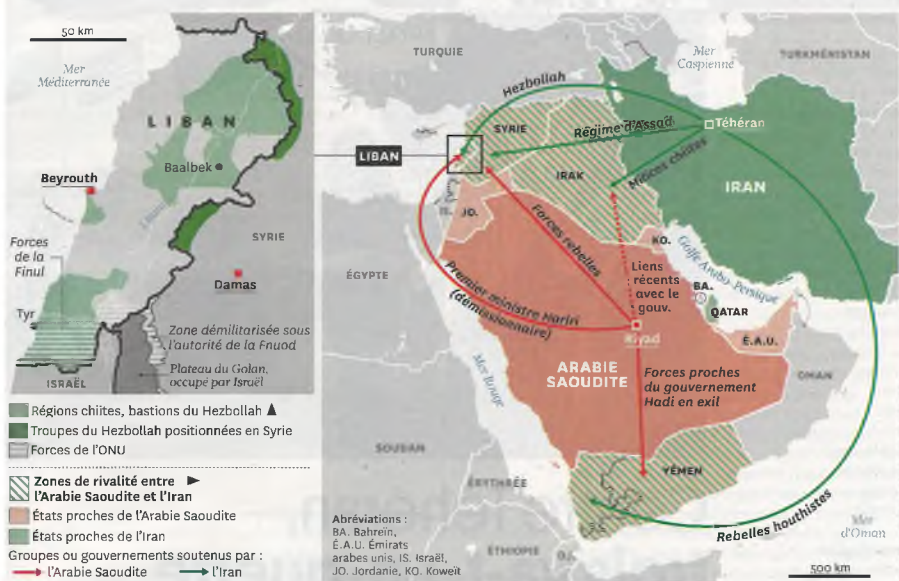 50 km
Mer
Méditerranée
LIBAN
Baalbek
Beyrouth
SYRIE
Forces
de la
Finul
Damas
Tyr
Zone démilitarisée sous
l'autorité de la Fnuod
Plateau du Golan,
occupé par Israël
ISRAËL
Régions chiites, bastions du Hezbollah
Troupes du Hezbollah positionnées en Syrie
Forces de l'ONU
Zones de rivalité entre
l'Arabie Saoudite et l'Iran
États proches de l'Arabie Saoudite
États proches de l'Iran
Groupes ou gouvernements soutenus par :
l'Arabie Saoudite
l'Iran
TURQUIE
Mer
Caspienne
TURKMÉNISTAN
Hezbollah
SYRIE
Régime d'Assad
Téhéran
LIBAN
Milices chiites
IRAK
IRAN
IS.
JO.
Forces rebelles
KO.
Golfe Arabo-Persique
ÉGYPTE
Premier ministre Hariri
(démissionnaire)
Liens
récents
avec le
gouv.
BA.
QATAR
Riyad
É.A.U.
ARABIE
SAOUDITE
Forces proches
du gouvernement
Hadi en exil
OMAN
Mer Rouge
SOUDAN
ÉRYTHRÉE
YÉMEN
Rebelles houthistes
Mer
d'Oman
Abréviations :
BA. Bahreïn,
É.A.U. Émirats
arabes unis, IS. Israël,
JO. Jordanie, KO. Koweït
ÉTHIOPIE
DJ.
500 km